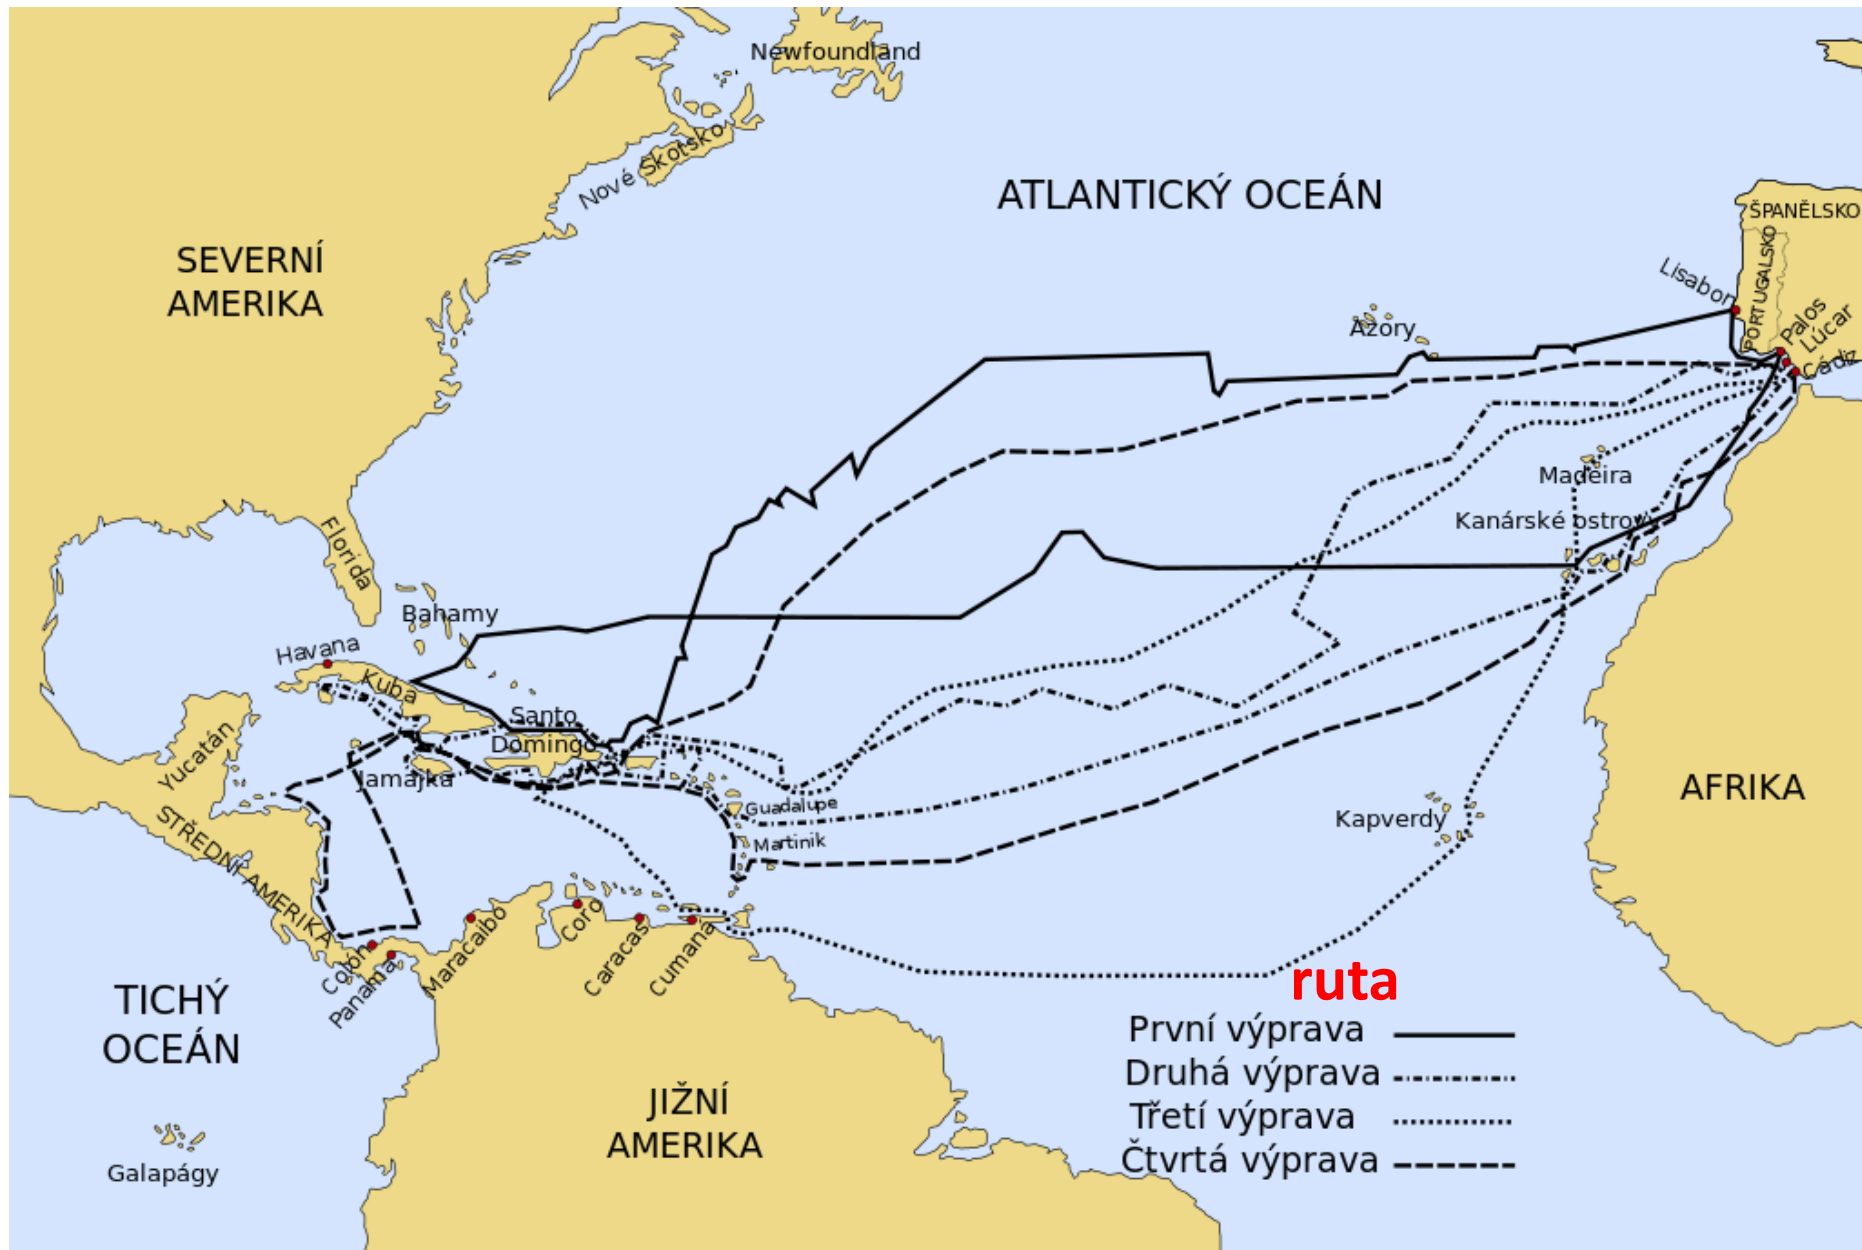 Newfoundland
Nové Skotsko
ATLANTICKÝ OCEÁN
ŠPANĚLSKO
PORTUGALSKO
SEVERNÍ
AMERIKA
Lisabon
Palos
Lúcar
Cádiz
Azory
Madeira
Kanárské ostrovy
Florida
Bahamy
Havana
Kuba
Santo
Domingo
Jamajka
Yucatán
Guadalupe
Martinik
AFRIKA
Kapverdy
STŘEDNÍ AMERIKA
Colón
Panama
Maracaibo
Coro
Caracas
Cumana
TICHÝ
OCEÁN
ruta
První výprava
Druhá výprava
Třetí výprava
Čtvrtá výprava
JIŽNÍ
AMERIKA
Galapágy